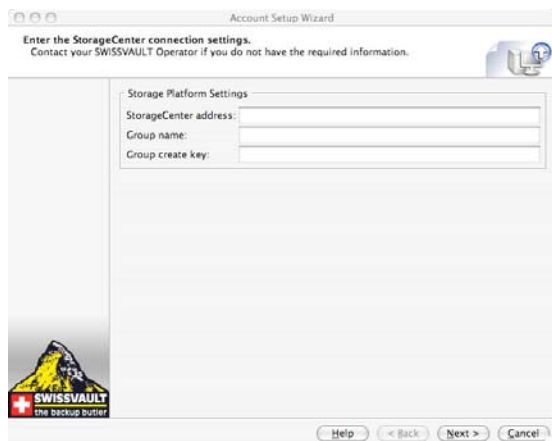 Account Setup Wizard
Enter the StorageCenter connection settings.
Contact your SWISSVAULT Operator if you do not have the required information.
Storage Platform Settings
StorageCenter address:
Group name:
Group create key:
SWISSVAULT
the backup butler
Help
< Back
Next >
Cancel